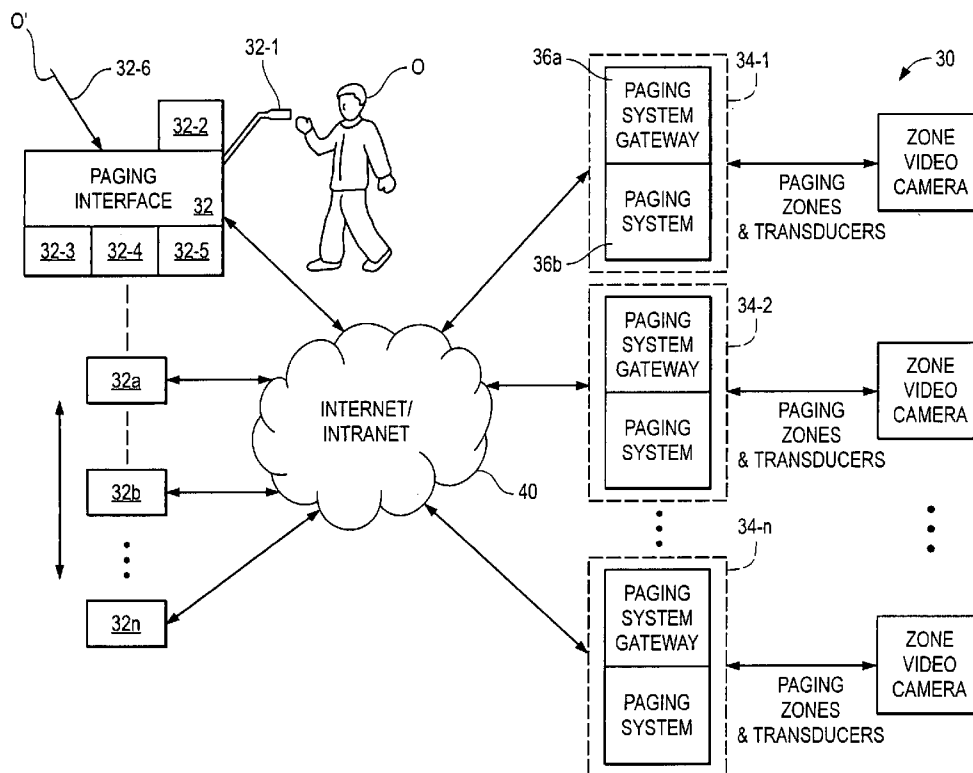 O'
32-6
32-1
O
32-2
PAGING
INTERFACE
32
32-3
32-4
32-5
32a
32b
32n
INTERNET/
INTRANET
40
36a
34-1
PAGING
SYSTEM
GATEWAY
PAGING
SYSTEM
36b
PAGING
ZONES
& TRANSDUCERS
30
ZONE
VIDEO
CAMERA
34-2
PAGING
SYSTEM
GATEWAY
PAGING
SYSTEM
PAGING
ZONES
& TRANSDUCERS
ZONE
VIDEO
CAMERA
34-n
PAGING
SYSTEM
GATEWAY
PAGING
SYSTEM
PAGING
ZONES
& TRANSDUCERS
ZONE
VIDEO
CAMERA